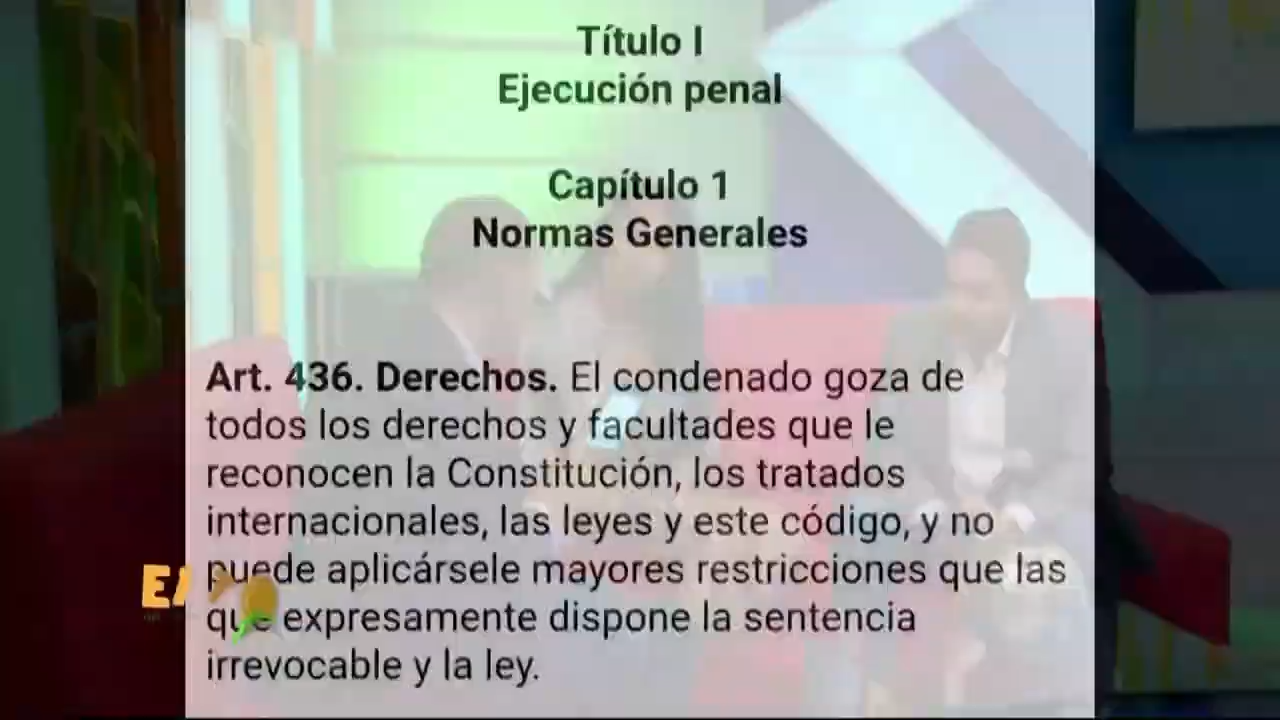 Título I
Ejecución penal
Capítulo 1
Normas Generales
Art. 436. Derechos. El condenado goza de
todos los derechos y facultades que le
reconocen la Constitución, los tratados
internacionales, las leyes y este código, y no
puede aplicársele mayores restricciones que las
que expresamente dispone la sentencia
irrevocable y la ley.